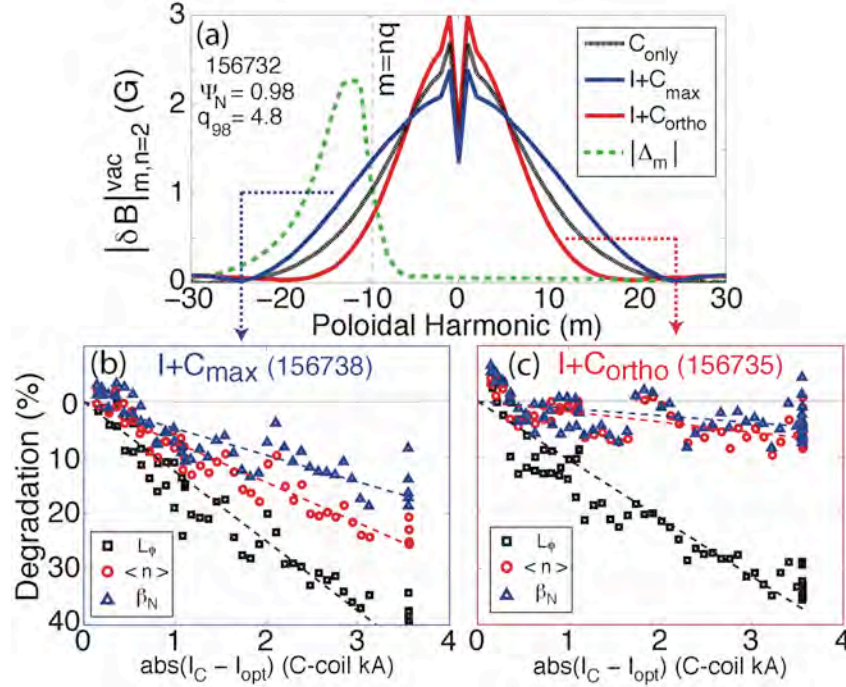 (a)
156732
Ψ_N = 0.98
q_98 = 4.8
m=nq
C_only
I+C_max
I+C_ortho
|Δ_m|
|δB|^vac_m,n=2 (G)
3
2
1
0
−30 −20 −10 0 10 20 30
Poloidal Harmonic (m)
(b) I+C_max (156738)
(c) I+C_ortho (156735)
Degradation (%)
0
10
20
30
40
L_ϕ
<n>
β_N
L_ϕ
<n>
β_N
0 1 2 3 4
0 1 2 3 4
abs(I_C − I_opt) (C-coil kA)
abs(I_C − I_opt) (C-coil kA)